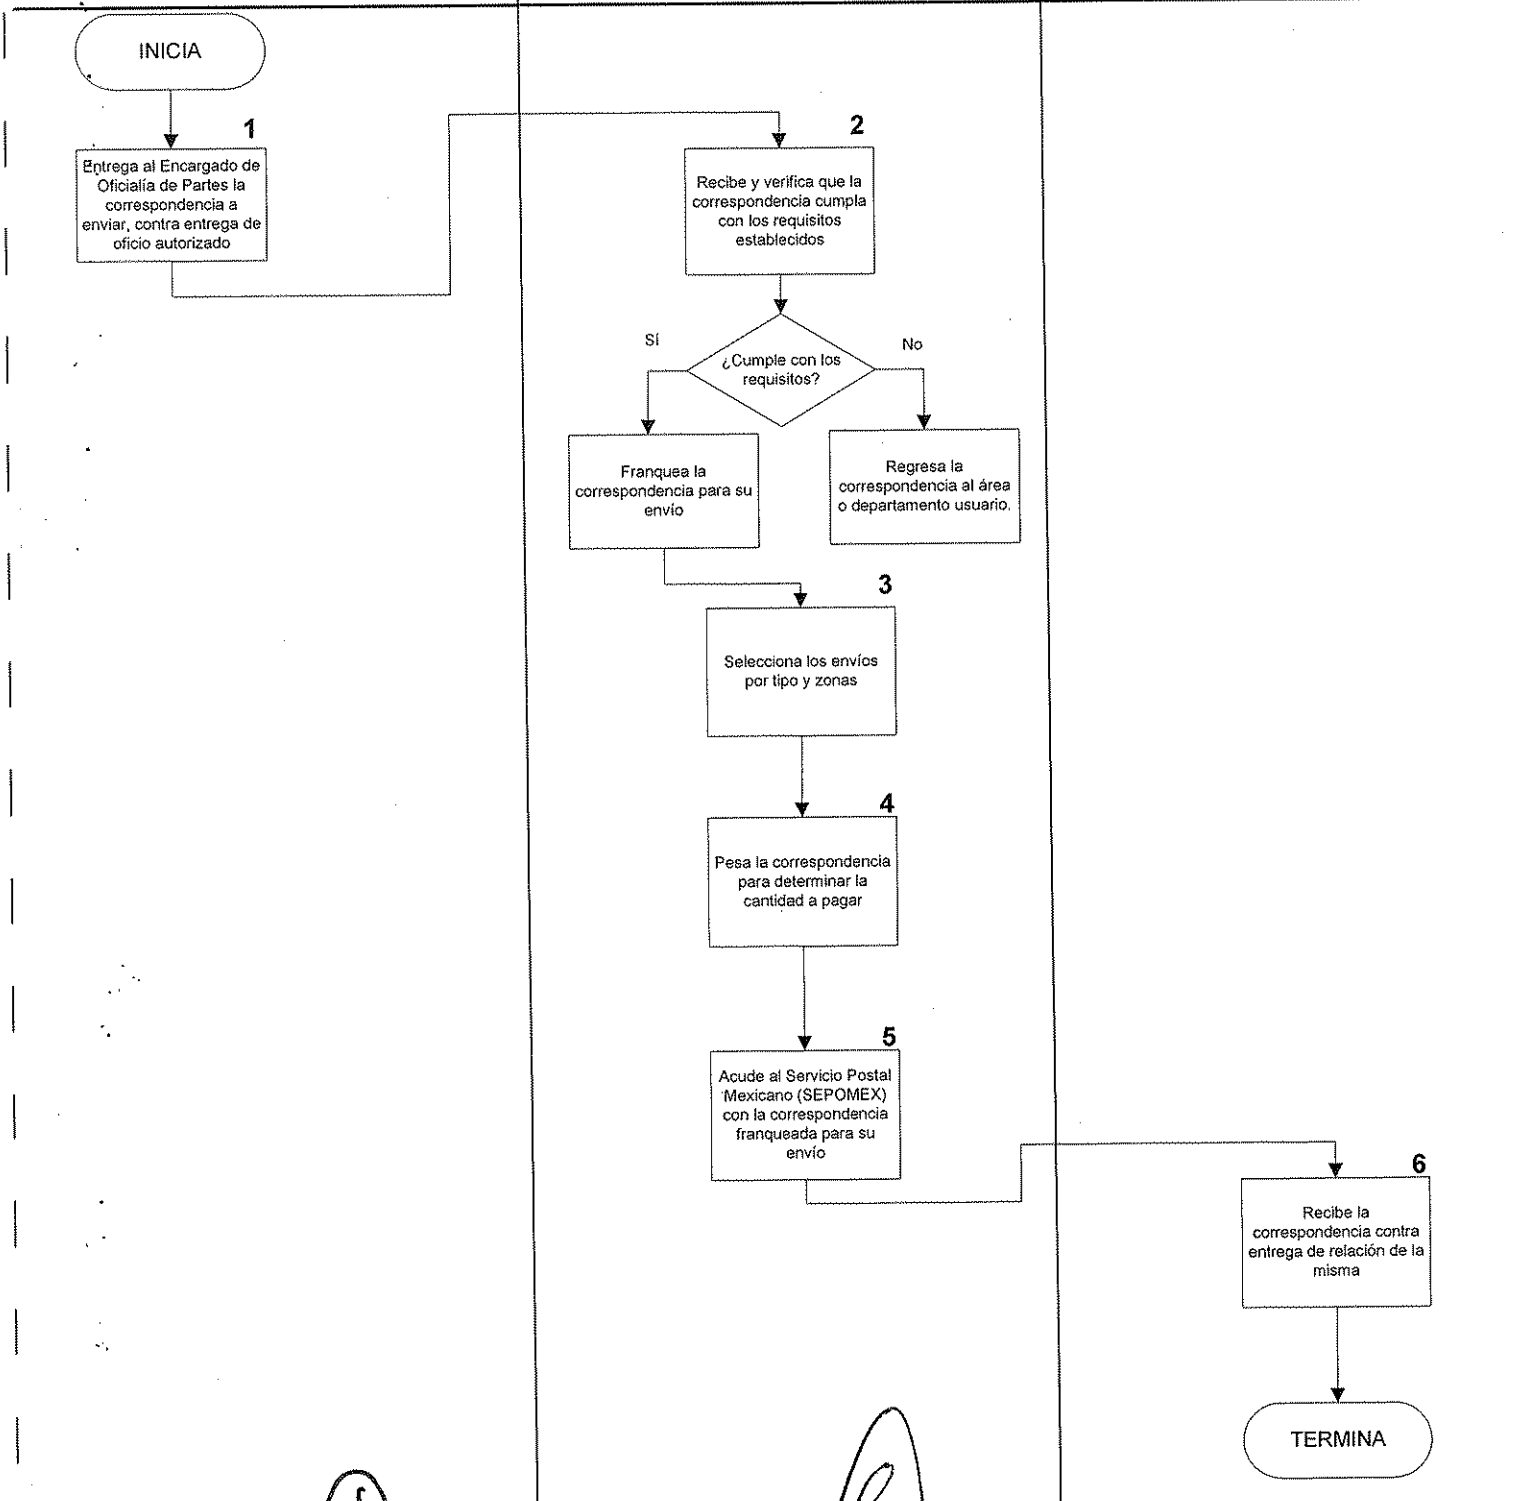 INICIA
1
Entrega al Encargado de
Oficialía de Partes la
correspondencia a
enviar, contra entrega de
oficio autorizado
2
Recibe y verifica que la
correspondencia cumpla
con los requisitos
establecidos
¿Cumple con los
requisitos?
Sí
No
Franquea la
correspondencia para su
envío
Regresa la
correspondencia al área
o departamento usuario.
3
Selecciona los envíos
por tipo y zonas
4
Pesa la correspondencia
para determinar la
cantidad a pagar
5
Acude al Servicio Postal
Mexicano (SEPOMEX)
con la correspondencia
franqueada para su
envío
6
Recibe la
correspondencia contra
entrega de relación de la
misma
TERMINA